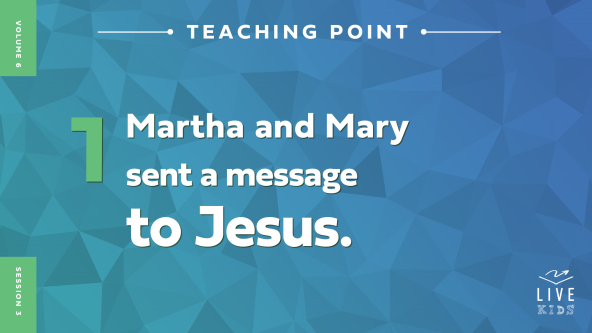 VOLUME 6
TEACHING POINT
1
Martha and Mary
sent a message
to Jesus.
SESSION 3
LIVE
KIDS